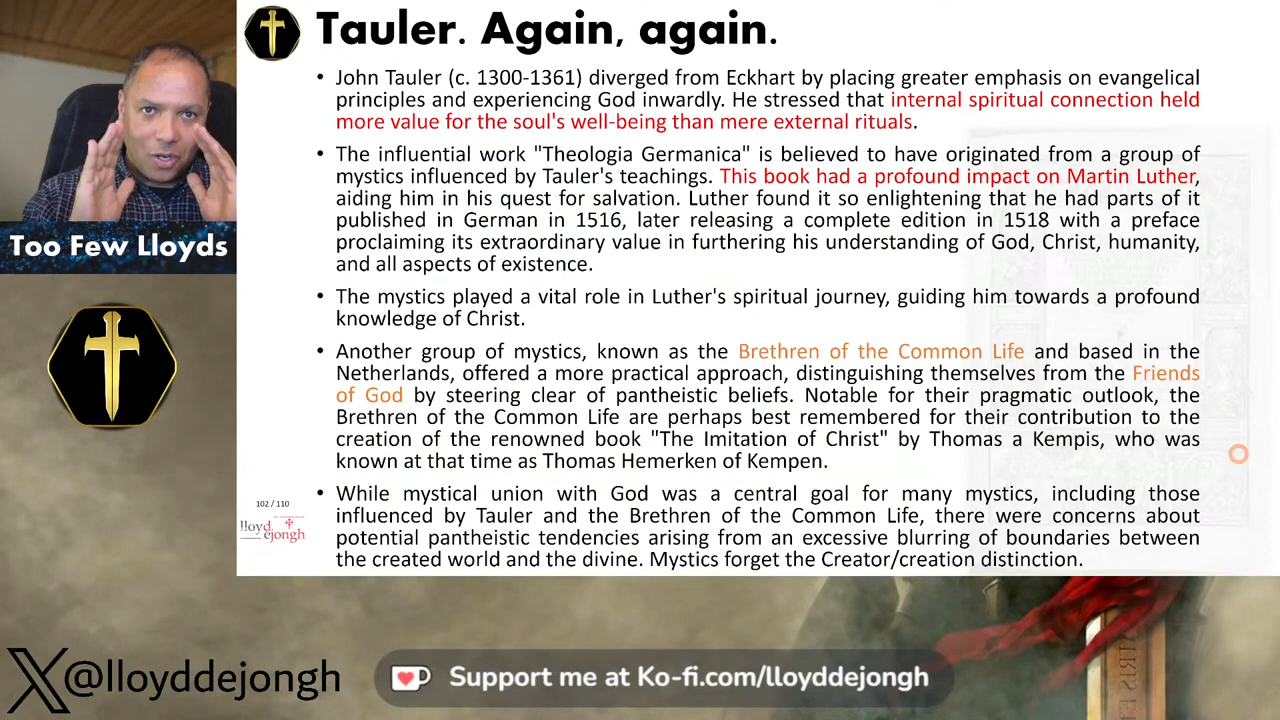 Tauler. Again, again.
• John Tauler (c. 1300-1361) diverged from Eckhart by placing greater emphasis on evangelical
principles and experiencing God inwardly. He stressed that internal spiritual connection held
more value for the soul's well-being than mere external rituals.
• The influential work "Theologia Germanica" is believed to have originated from a group of
mystics influenced by Tauler's teachings. This book had a profound impact on Martin Luther,
aiding him in his quest for salvation. Luther found it so enlightening that he had parts of it
published in German in 1516, later releasing a complete edition in 1518 with a preface
proclaiming its extraordinary value in furthering his understanding of God, Christ, humanity,
and all aspects of existence.
• The mystics played a vital role in Luther's spiritual journey, guiding him towards a profound
knowledge of Christ.
• Another group of mystics, known as the Brethren of the Common Life and based in the
Netherlands, offered a more practical approach, distinguishing themselves from the Friends
of God by steering clear of pantheistic beliefs. Notable for their pragmatic outlook, the
Brethren of the Common Life are perhaps best remembered for their contribution to the
creation of the renowned book "The Imitation of Christ" by Thomas a Kempis, who was
known at that time as Thomas Hemerken of Kempen.
• While mystical union with God was a central goal for many mystics, including those
influenced by Tauler and the Brethren of the Common Life, there were concerns about
potential pantheistic tendencies arising from an excessive blurring of boundaries between
the created world and the divine. Mystics forget the Creator/creation distinction.
Too Few Lloyds
102 / 110
lloyd
dejongh
X@lloyddejongh
Support me at Ko-fi.com/lloyddejongh